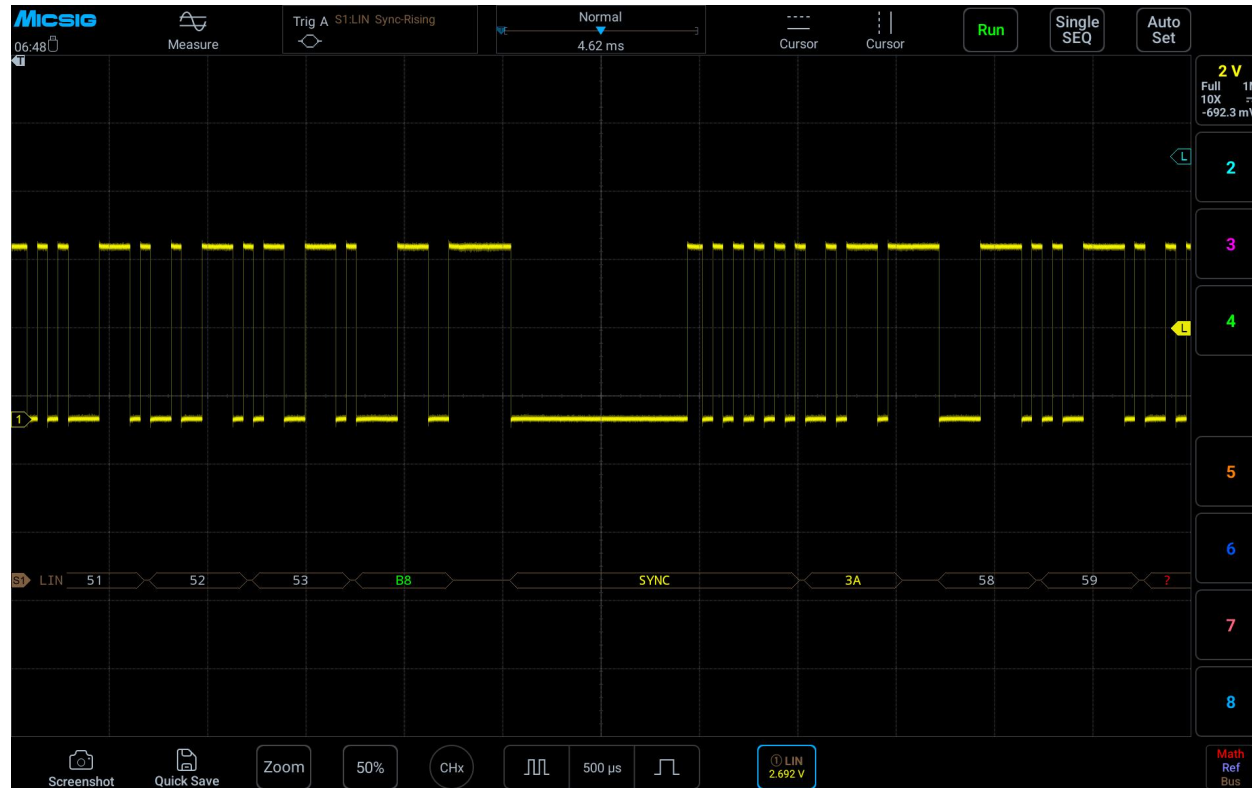 MICSIG
06:48
Measure
Trig A S1:LIN Sync-Rising
Normal
4.62 ms
Cursor
Cursor
Run
Single
SEQ
Auto
Set
T
2 V
Full 1M
10X
-692.3 mV
L
2
3
L
4
1
5
6
S1 LIN 51 52 53 B8 SYNC 3A 58 59 ?
7
8
Screenshot
Quick Save
Zoom
50%
CHx
500 µs
1 LIN
2.692 V
Math
Ref
Bus